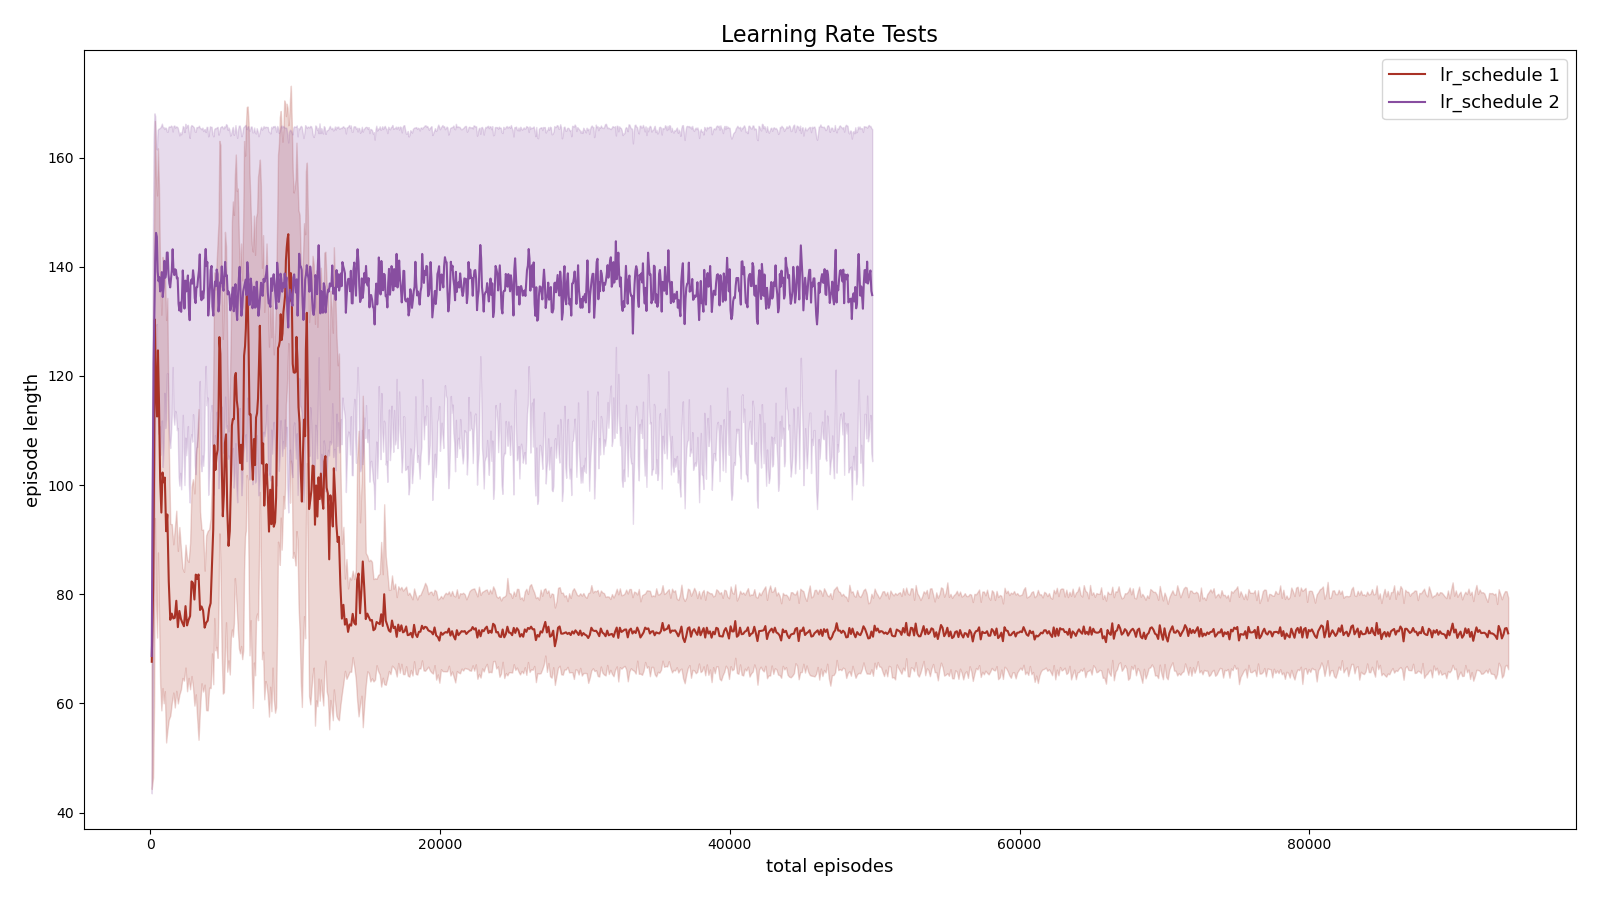 Learning Rate Tests
lr_schedule 1
lr_schedule 2
episode length
160
140
120
100
80
60
40
0
20000
40000
60000
80000
total episodes